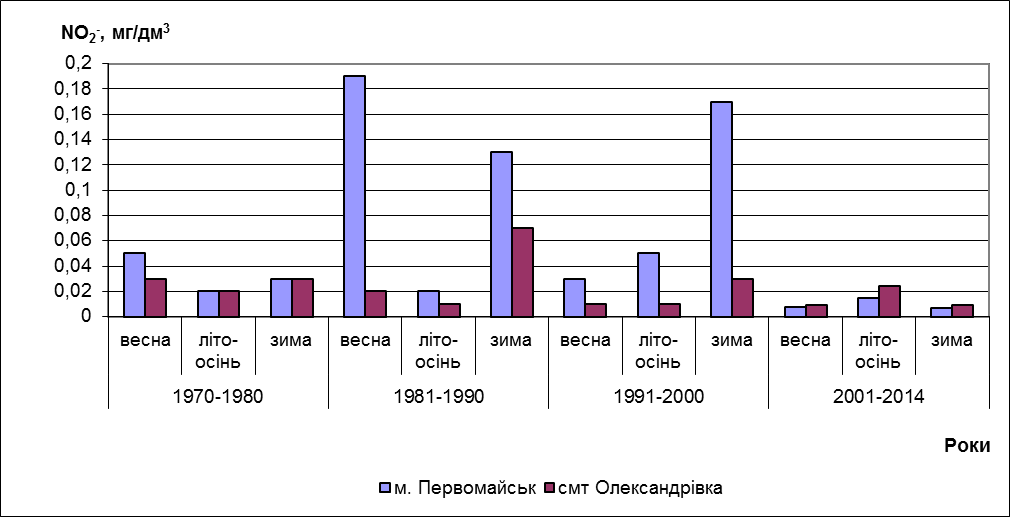 NO₂⁻, мг/дм³
0,2
0,18
0,16
0,14
0,12
0,1
0,08
0,06
0,04
0,02
0
весна літо- зима весна літо- зима весна літо- зима весна літо- зима
осінь осінь осінь осінь
1970-1980 1981-1990 1991-2000 2001-2014
Роки
м. Первомайськ смт Олександрівка